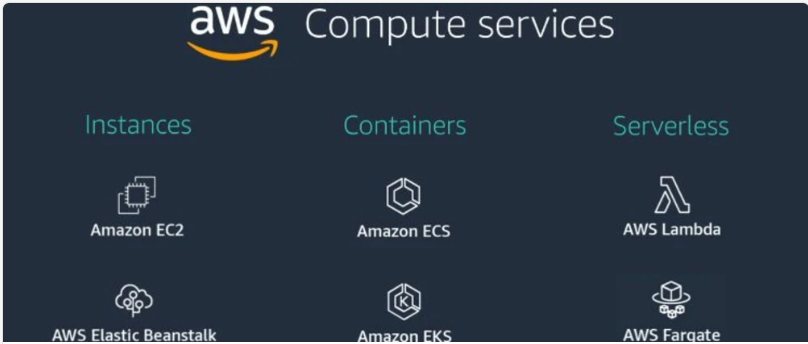 aws Compute services
Instances Containers Serverless
Amazon EC2 Amazon ECS AWS Lambda
K
AWS Elastic Beanstalk Amazon EKS AWS Fargate